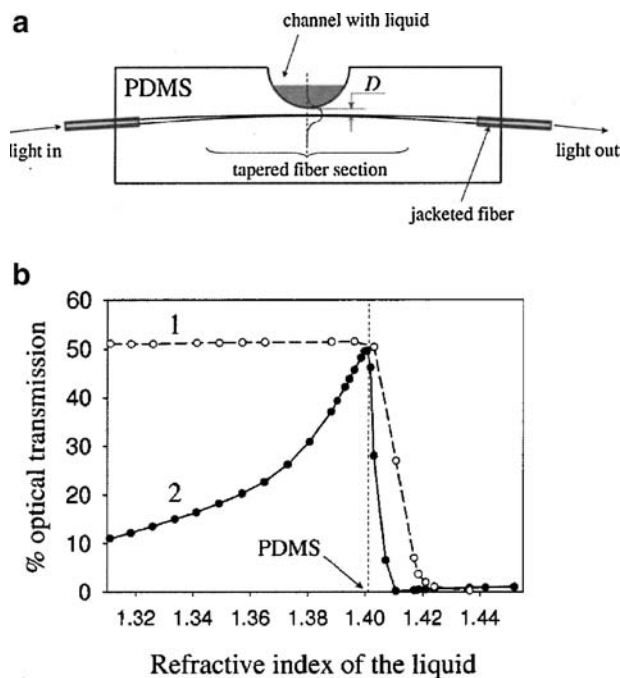 a
channel with liquid
PDMS
D
light in
light out
tapered fiber section
jacketed fiber
b
% optical transmission
60
50
40
30
20
10
0
1
2
PDMS
1.32
1.34
1.36
1.38
1.40
1.42
1.44
Refractive index of the liquid